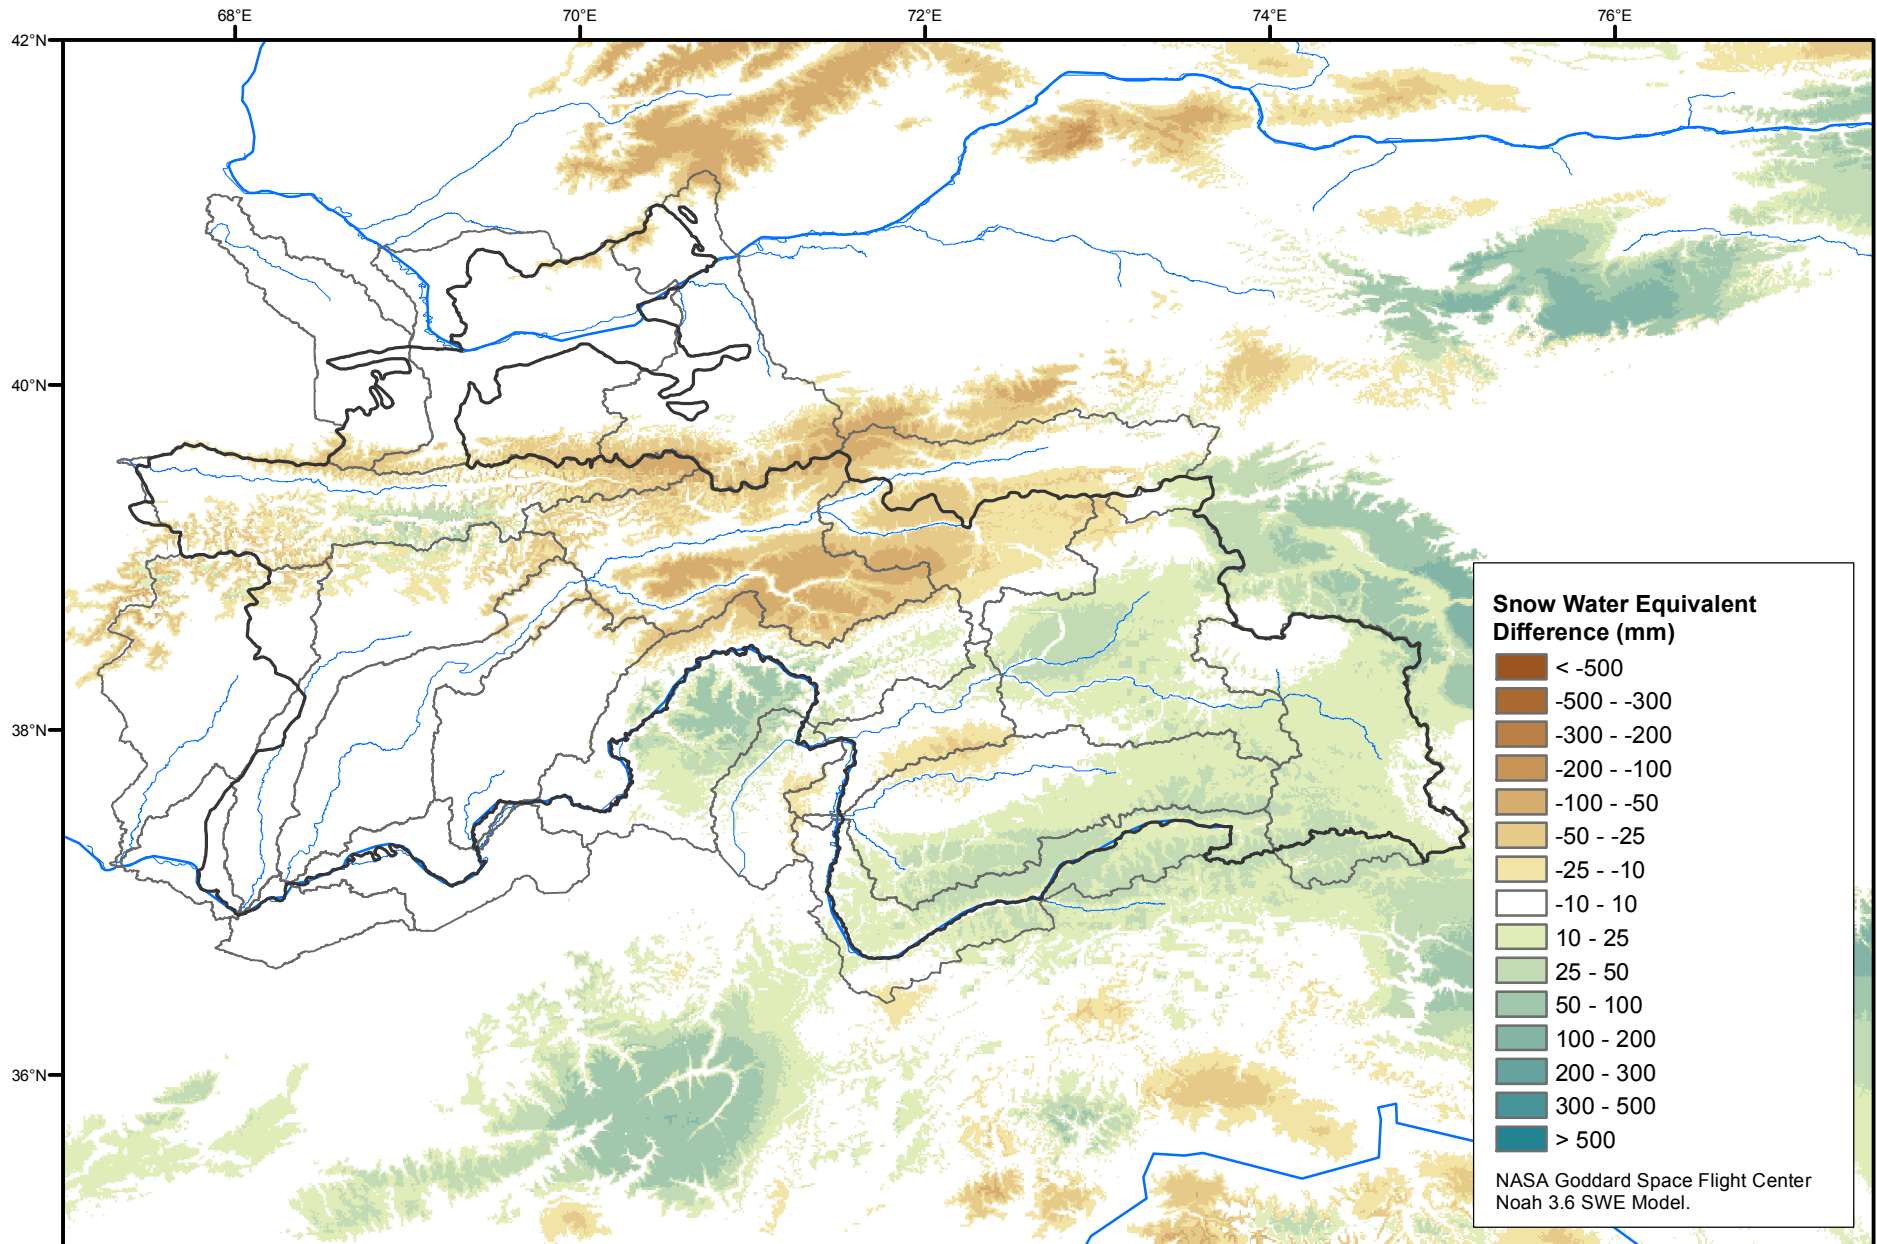 68°E
70°E
72°E
74°E
76°E
42°N
40°N
38°N
36°N
Snow Water Equivalent
Difference (mm)
< -500
-500 - -300
-300 - -200
-200 - -100
-100 - -50
-50 - -25
-25 - -10
-10 - 10
10 - 25
25 - 50
50 - 100
100 - 200
200 - 300
300 - 500
> 500
NASA Goddard Space Flight Center
Noah 3.6 SWE Model.